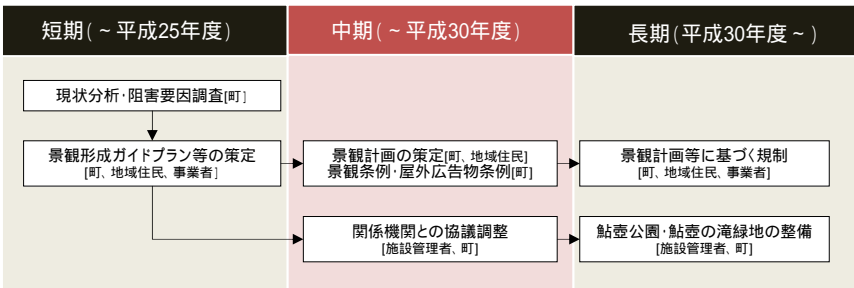 短期(~平成25年度)
中期(~平成30年度)
長期(平成30年度~)
現状分析・阻害要因調査[町]
景観形成ガイドプラン等の策定
[町、地域住民、事業者]
景観計画の策定[町、地域住民]
景観条例・屋外広告物条例[町]
景観計画等に基づく規制
[町、地域住民、事業者]
関係機関との協議調整
[施設管理者、町]
鮎壺公園・鮎壺の滝緑地の整備
[施設管理者、町]